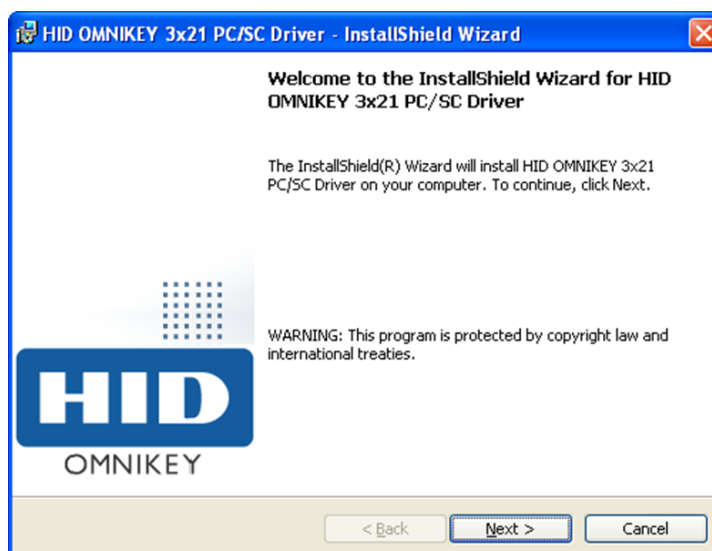 HID OMNIKEY 3x21 PC/SC Driver - InstallShield Wizard
Welcome to the InstallShield Wizard for HID
OMNIKEY 3x21 PC/SC Driver
The InstallShield(R) Wizard will install HID OMNIKEY 3x21
PC/SC Driver on your computer. To continue, click Next.
WARNING: This program is protected by copyright law and
international treaties.
HID
OMNIKEY
< Back
Next >
Cancel